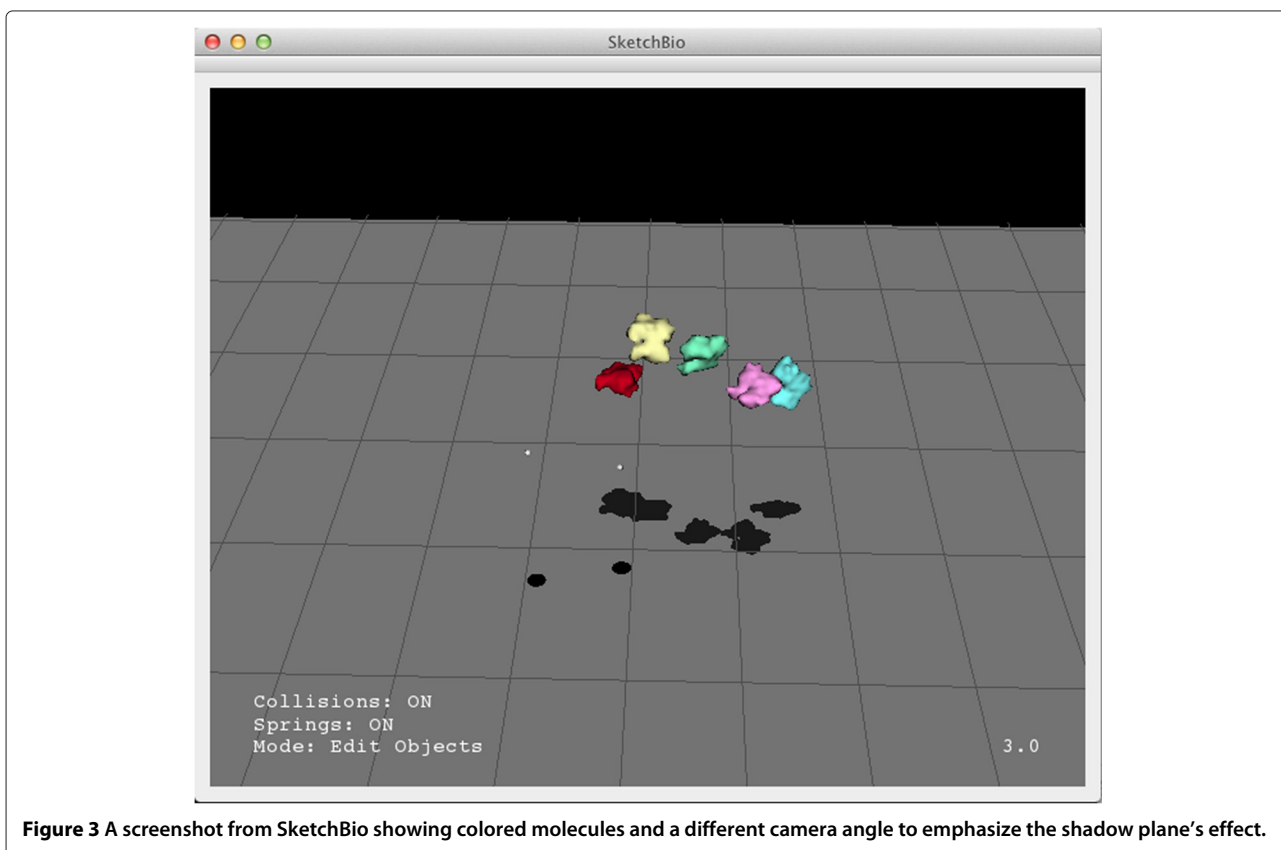 SketchBio
Collisions: ON
Springs: ON
Mode: Edit Objects
3.0
Figure 3 A screenshot from SketchBio showing colored molecules and a different camera angle to emphasize the shadow plane's effect.